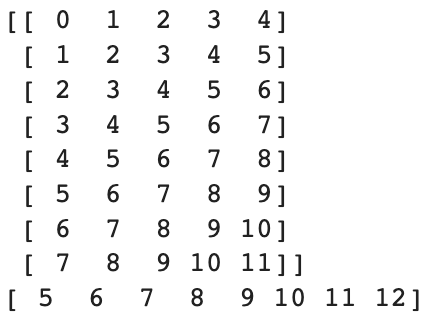 [[ 0  1  2  3  4]
 [ 1  2  3  4  5]
 [ 2  3  4  5  6]
 [ 3  4  5  6  7]
 [ 4  5  6  7  8]
 [ 5  6  7  8  9]
 [ 6  7  8  9 10]
 [ 7  8  9 10 11]]
[ 5  6  7  8  9 10 11 12]